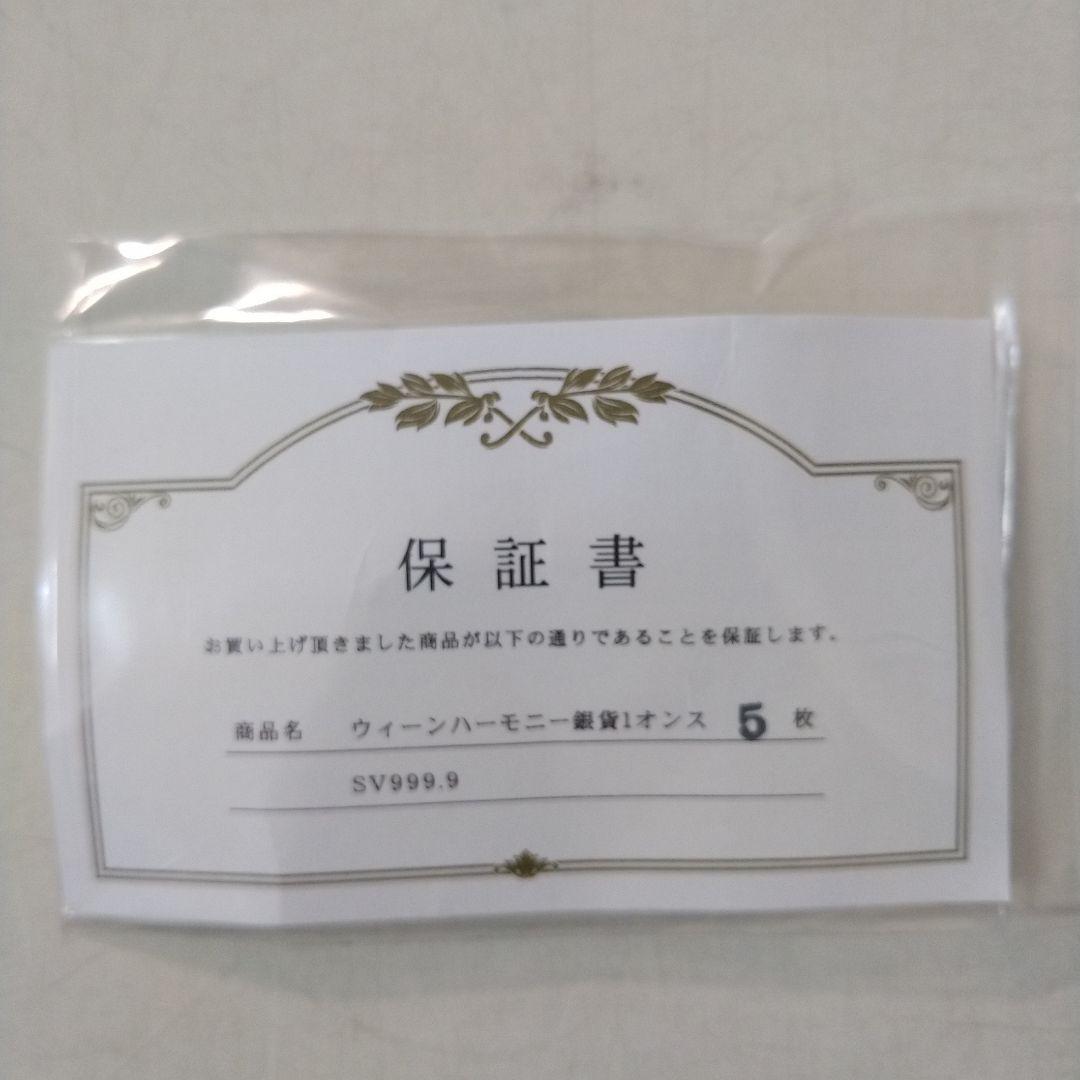 保証書
お買い上げ頂きました商品が以下の通りであることを保証します。
商品名 ウィーンハーモニー銀貨1オンス 5 枚
SV999.9